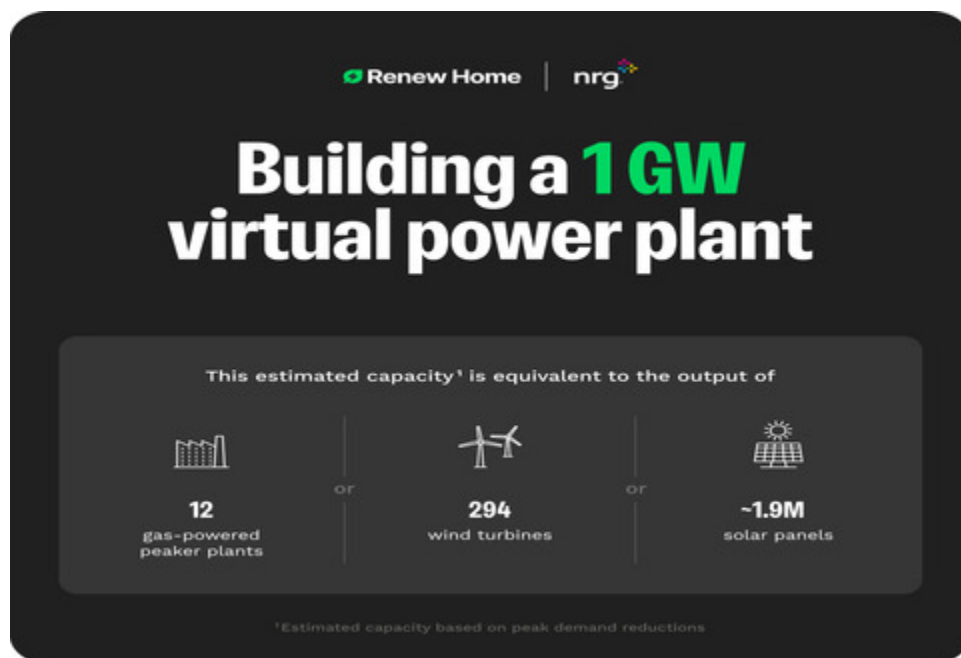 Renew Home | nrg
Building a 1 GW
virtual power plant
This estimated capacity¹ is equivalent to the output of
12
gas-powered
peaker plants
or
294
wind turbines
or
~1.9M
solar panels
¹Estimated capacity based on peak demand reductions